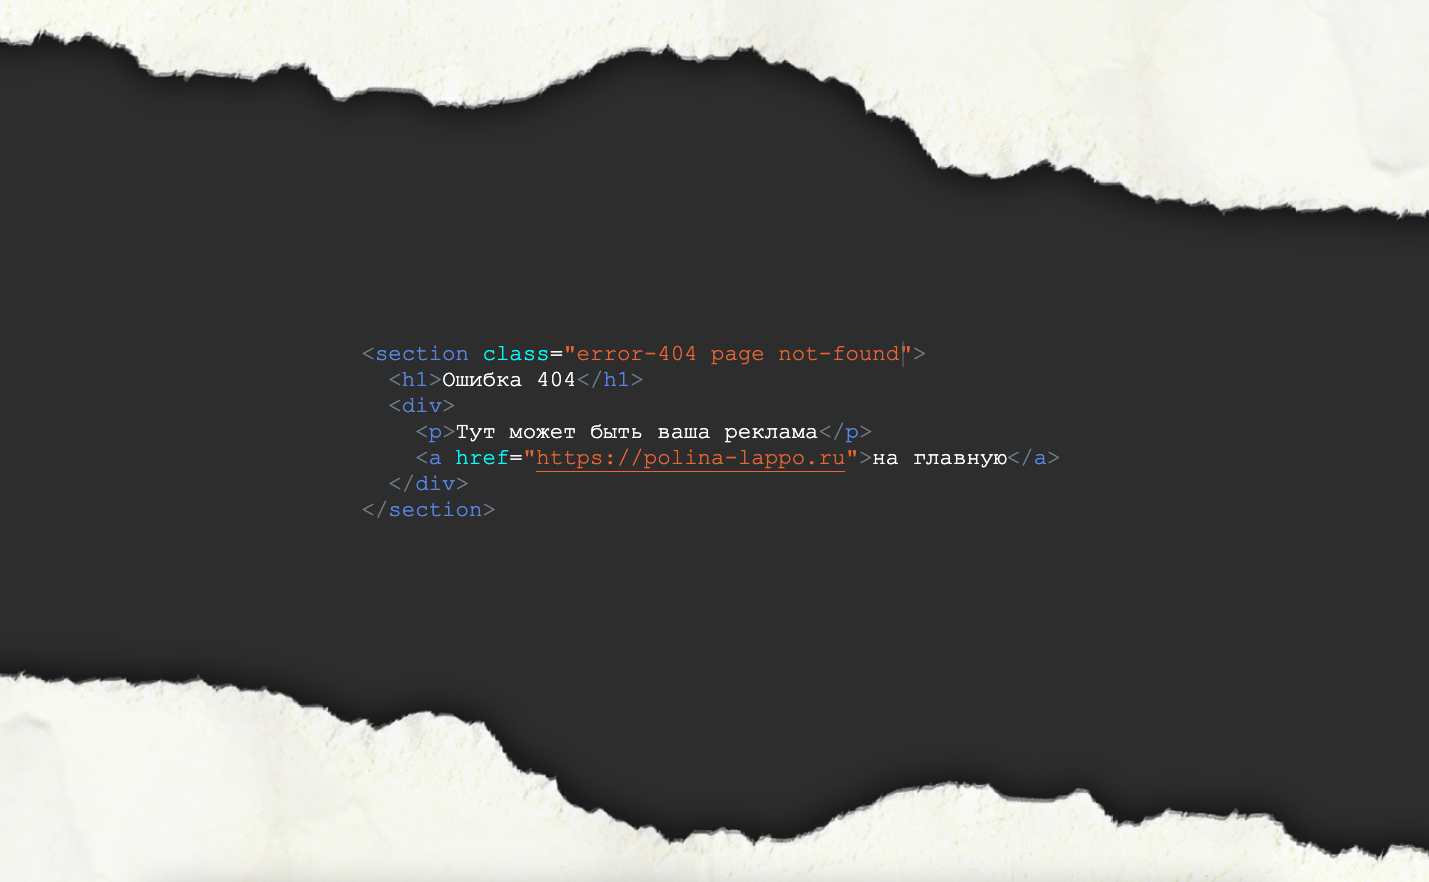 <section class="error-404 page not-found">
<h1>Ошибка 404</h1>
<div>
<p>Тут может быть ваша реклама</p>
<a href="https://polina-lappo.ru">на главную</a>
</div>
</section>